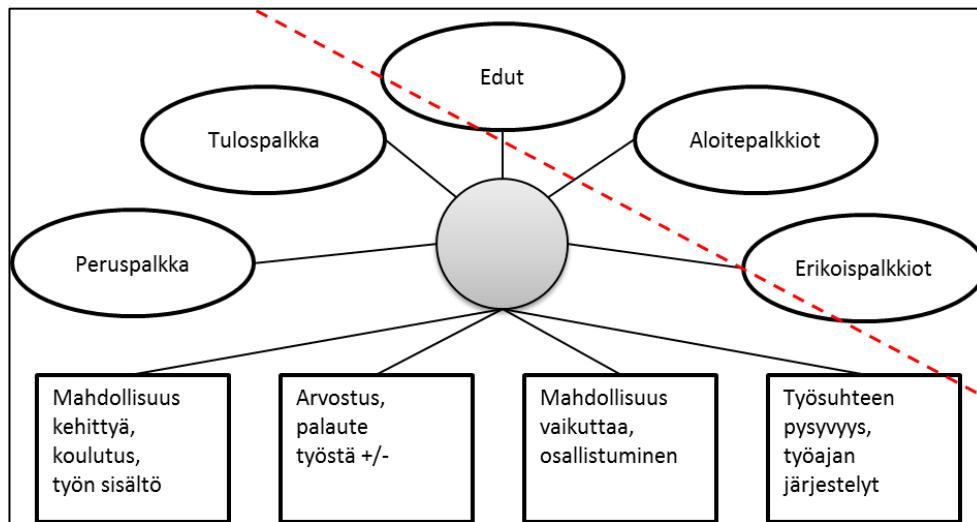 Edut
Tulospalkka
Aloitepalkkiot
Peruspalkka
Erikoispalkkiot
Mahdollisuus
kehittyä,
koulutus,
työn sisältö
Arvostus,
palaute
työstä +/-
Mahdollisuus
vaikuttaa,
osallistuminen
Työsuhteen
pysyvyys,
työajan
järjestelyt